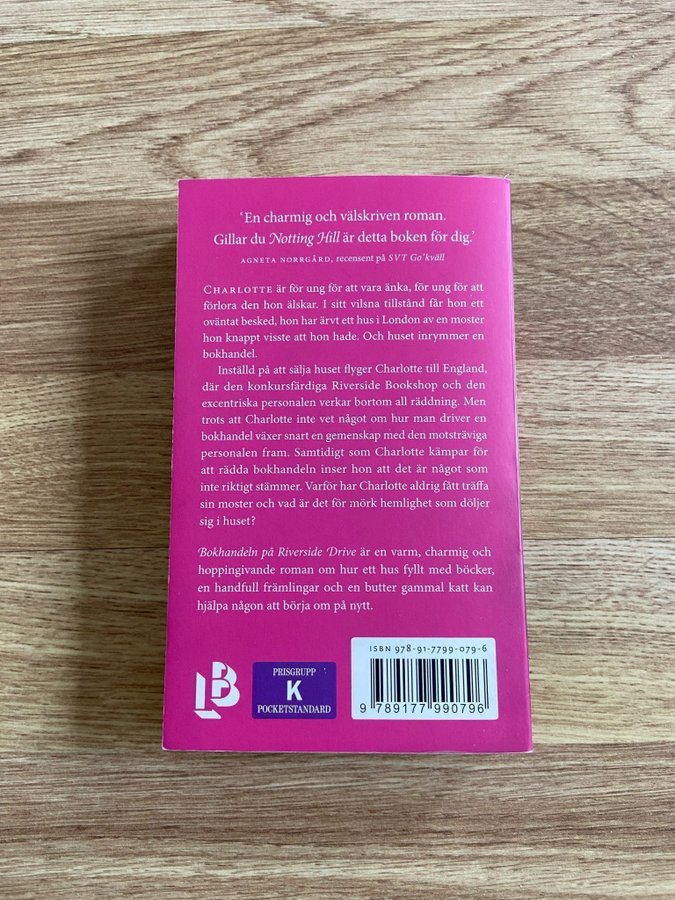 ‘En charmig och välskriven roman.
Gillar du Notting Hill är detta boken för dig.’
AGNETA NORRGÅRD, recensent på SVT Go’kväll
CHARLOTTE är för ung för att vara änka, för ung för att
förlora den hon älskar. I sitt vilsna tillstånd får hon ett
oväntat besked, hon har ärvt ett hus i London av en moster
hon knappt visste att hon hade. Och huset inrymmer en
bokhandel.
Inställd på att sälja huset flyger Charlotte till England,
där den konkursfärdiga Riverside Bookshop och den
excentriska personalen verkar bortom all räddning. Men
trots att Charlotte inte vet något om hur man driver en
bokhandel växer snart en gemenskap med den motsträviga
personalen fram. Samtidigt som Charlotte kämpar för
att rädda bokhandeln inser hon att det är något som
inte riktigt stämmer. Varför har Charlotte aldrig fått träffa
sin moster och vad är det för mörk hemlighet som döljer
sig i huset?
Bokhandeln på Riverside Drive är en varm, charmig och
hoppingivande roman om hur ett hus fyllt med böcker,
en handfull främlingar och en butter gammal katt kan
hjälpa någon att börja om på nytt.
ISBN 978-91-7799-079-6
LB
PRISGRUPP
K
POCKETSTANDARD
9 789177 990796